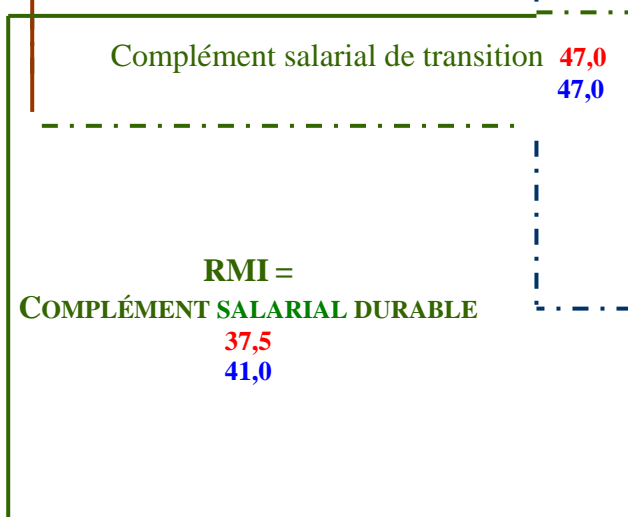 Complément salarial de transition 47,0
47,0
RMI =
COMPLÉMENT SALARIAL DURABLE
37,5
41,0